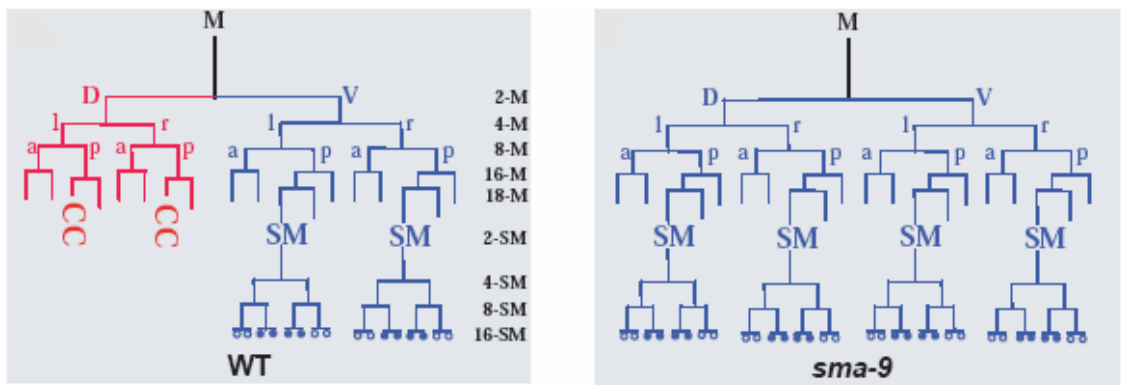 M
D V 2-M
l r l r 4-M
a p a p a p a p 8-M
16-M
18-M
CC CC
SM SM 2-SM
4-SM
8-SM
16-SM
WT
M
D V
l r l r
a p a p a p a p
SM SM SM SM
sma-9